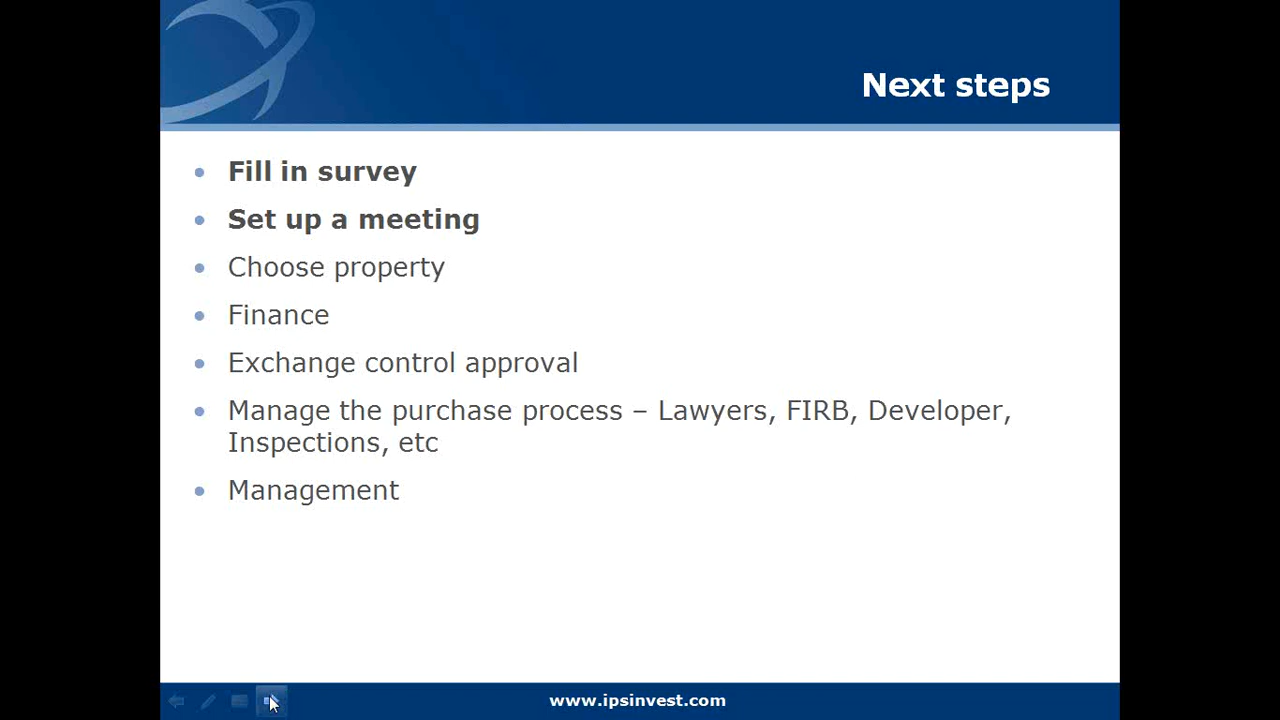 Next steps
• Fill in survey
• Set up a meeting
• Choose property
• Finance
• Exchange control approval
• Manage the purchase process – Lawyers, FIRB, Developer,
Inspections, etc
• Management
www.ipsinvest.com